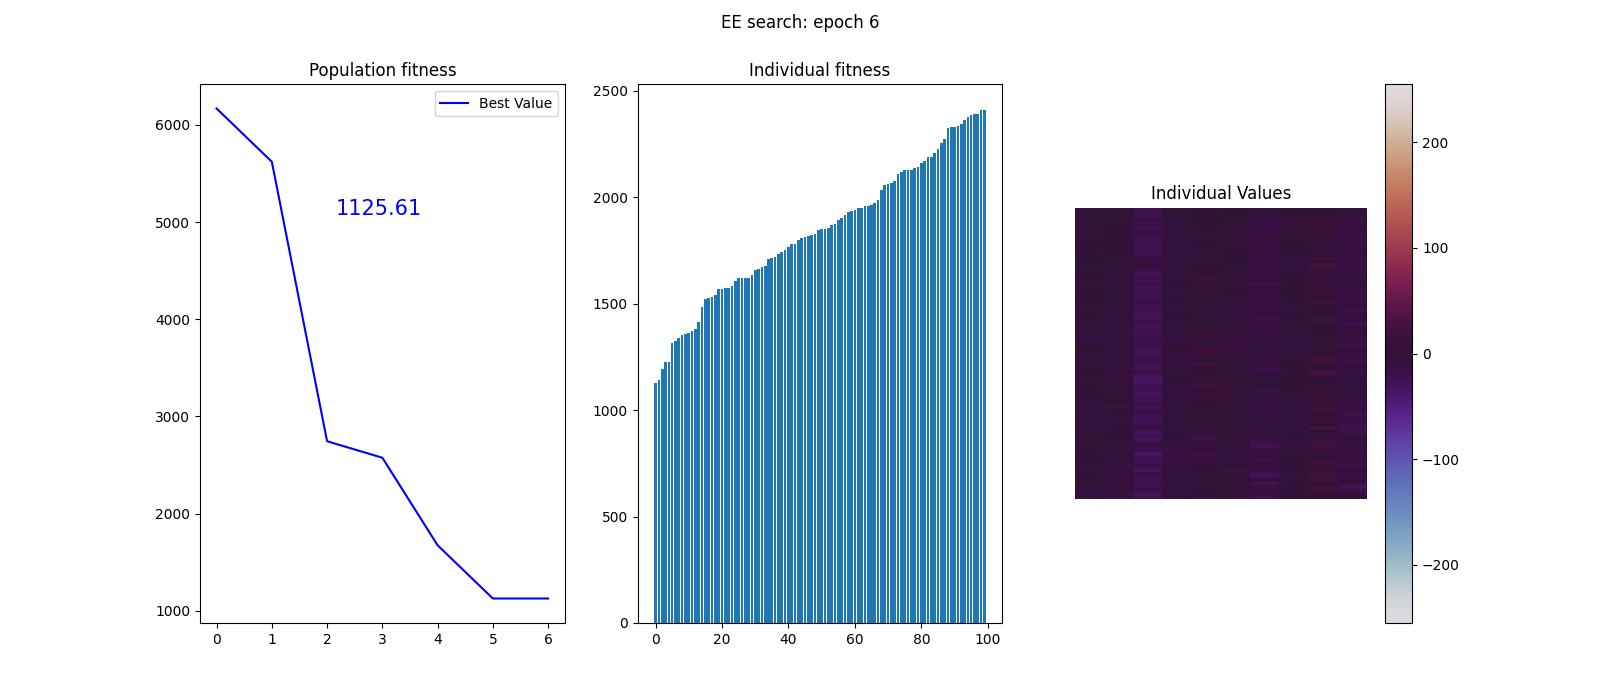 EE search: epoch 6
Population fitness
Best Value
1125.61
6000
5000
4000
3000
2000
1000
0 1 2 3 4 5 6
Individual fitness
2500
2000
1500
1000
500
0
0 20 40 60 80 100
Individual Values
200
100
0
−100
−200